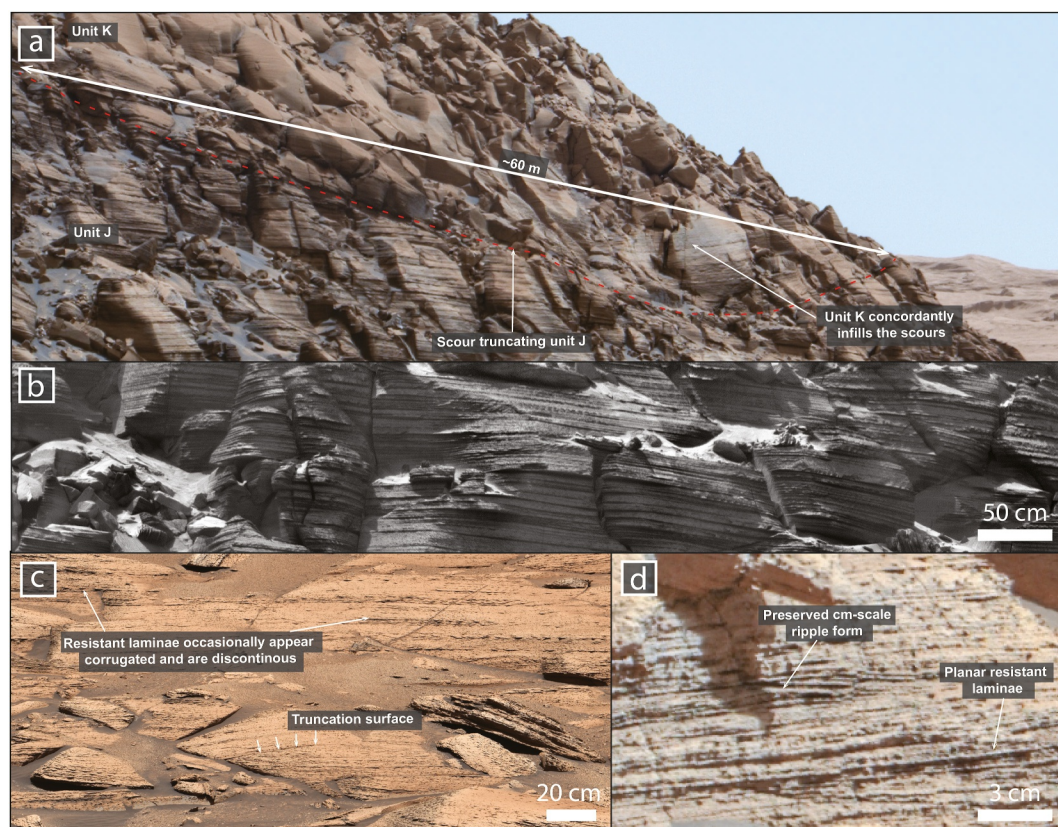 a
Unit K
~60 m
Unit J
Scour truncating unit J
Unit K concordantly
infills the scours
b
50 cm
c
Resistant laminae occasionally appear
corrugated and are discontinous
Truncation surface
20 cm
d
Preserved cm-scale
ripple form
Planar resistant
laminae
3 cm